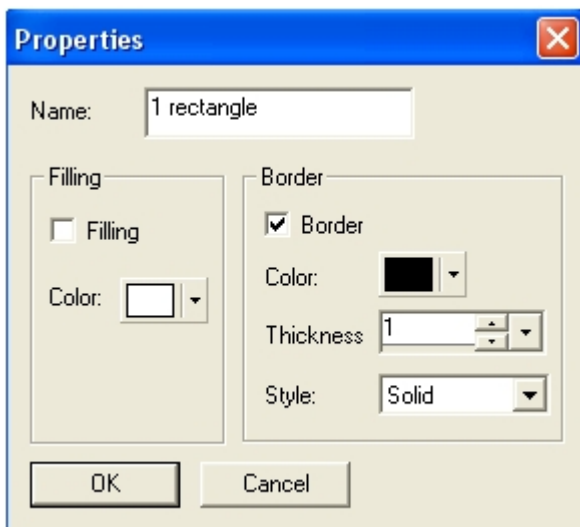 Properties
Name: 1 rectangle
Filling
Filling
Color:
Border
Border
Color:
Thickness 1
Style: Solid
OK Cancel